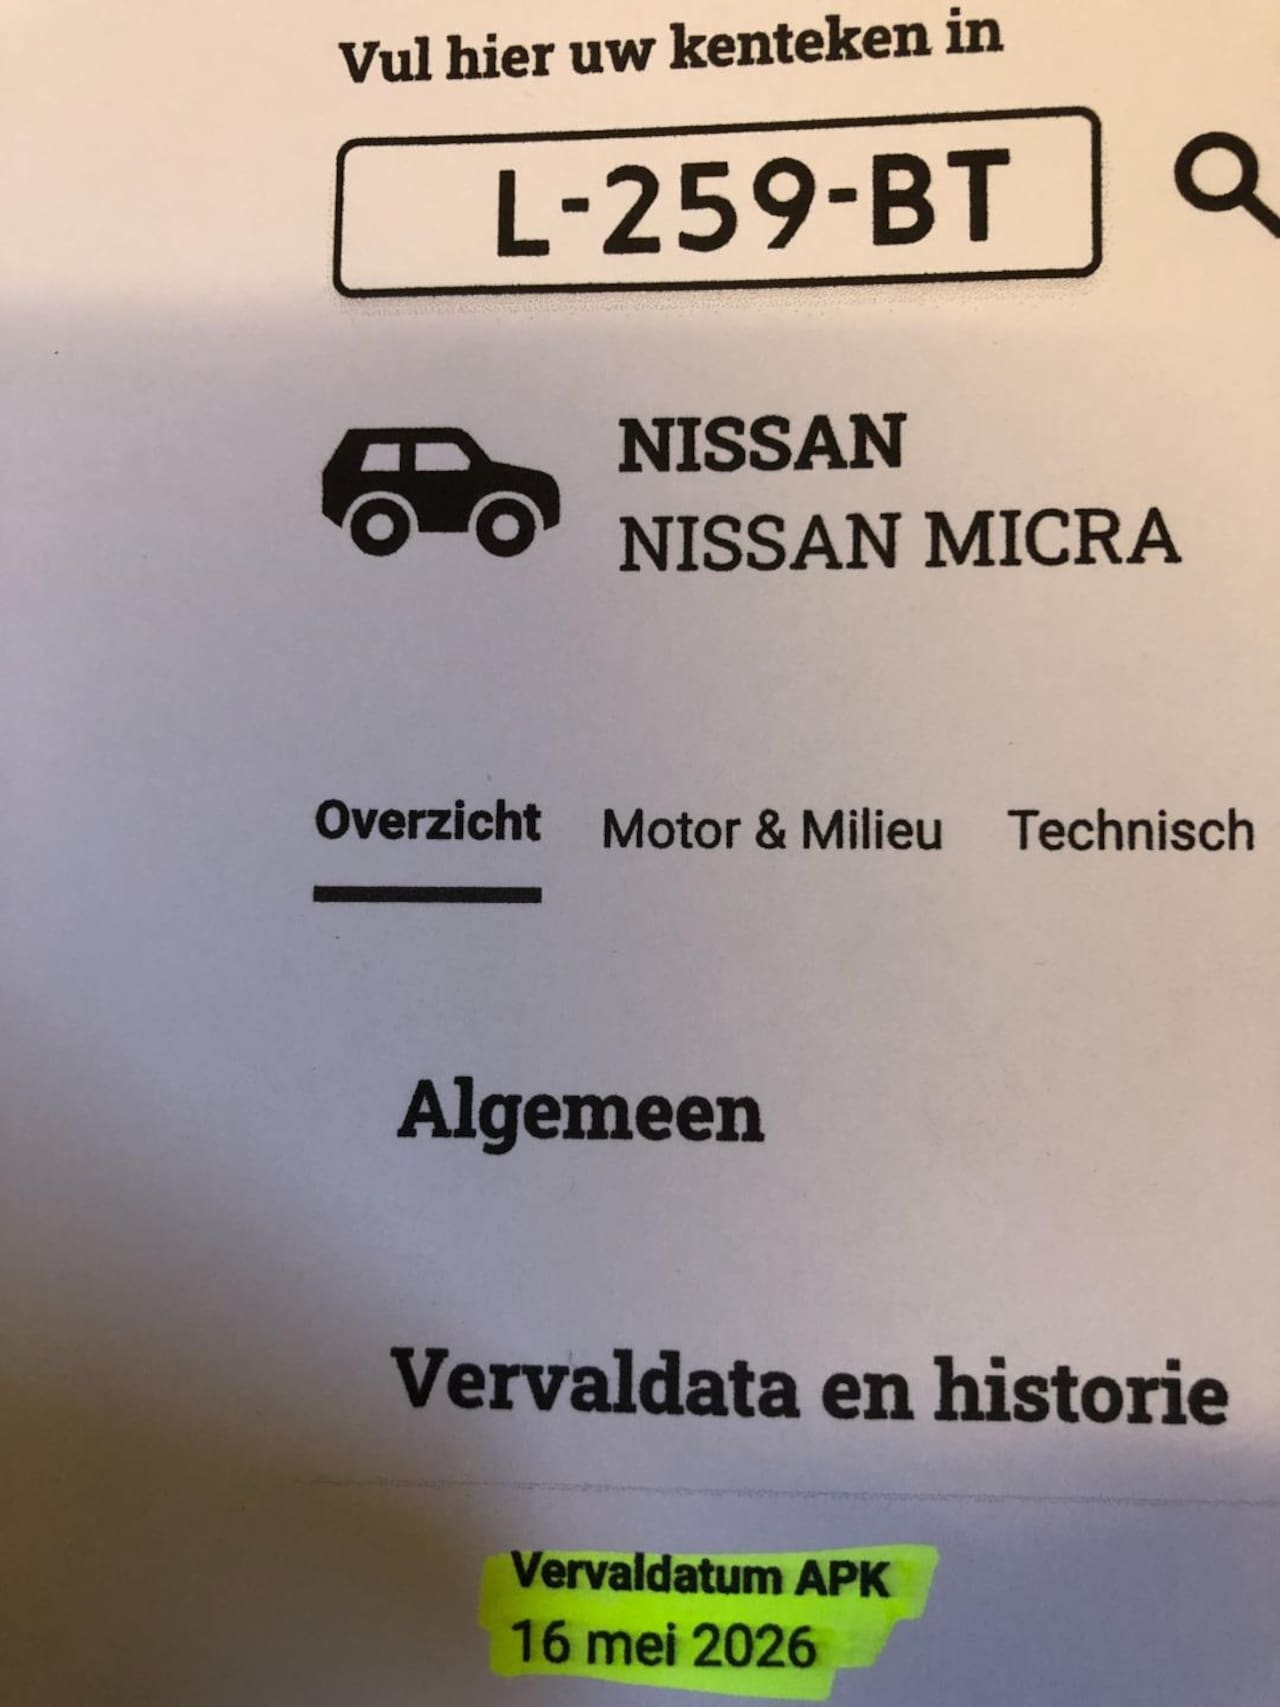 Vul hier uw kenteken in
L-259-BT
NISSAN
NISSAN MICRA
Overzicht Motor & Milieu Technisch
Algemeen
Vervaldata en historie
Vervaldatum APK
16 mei 2026